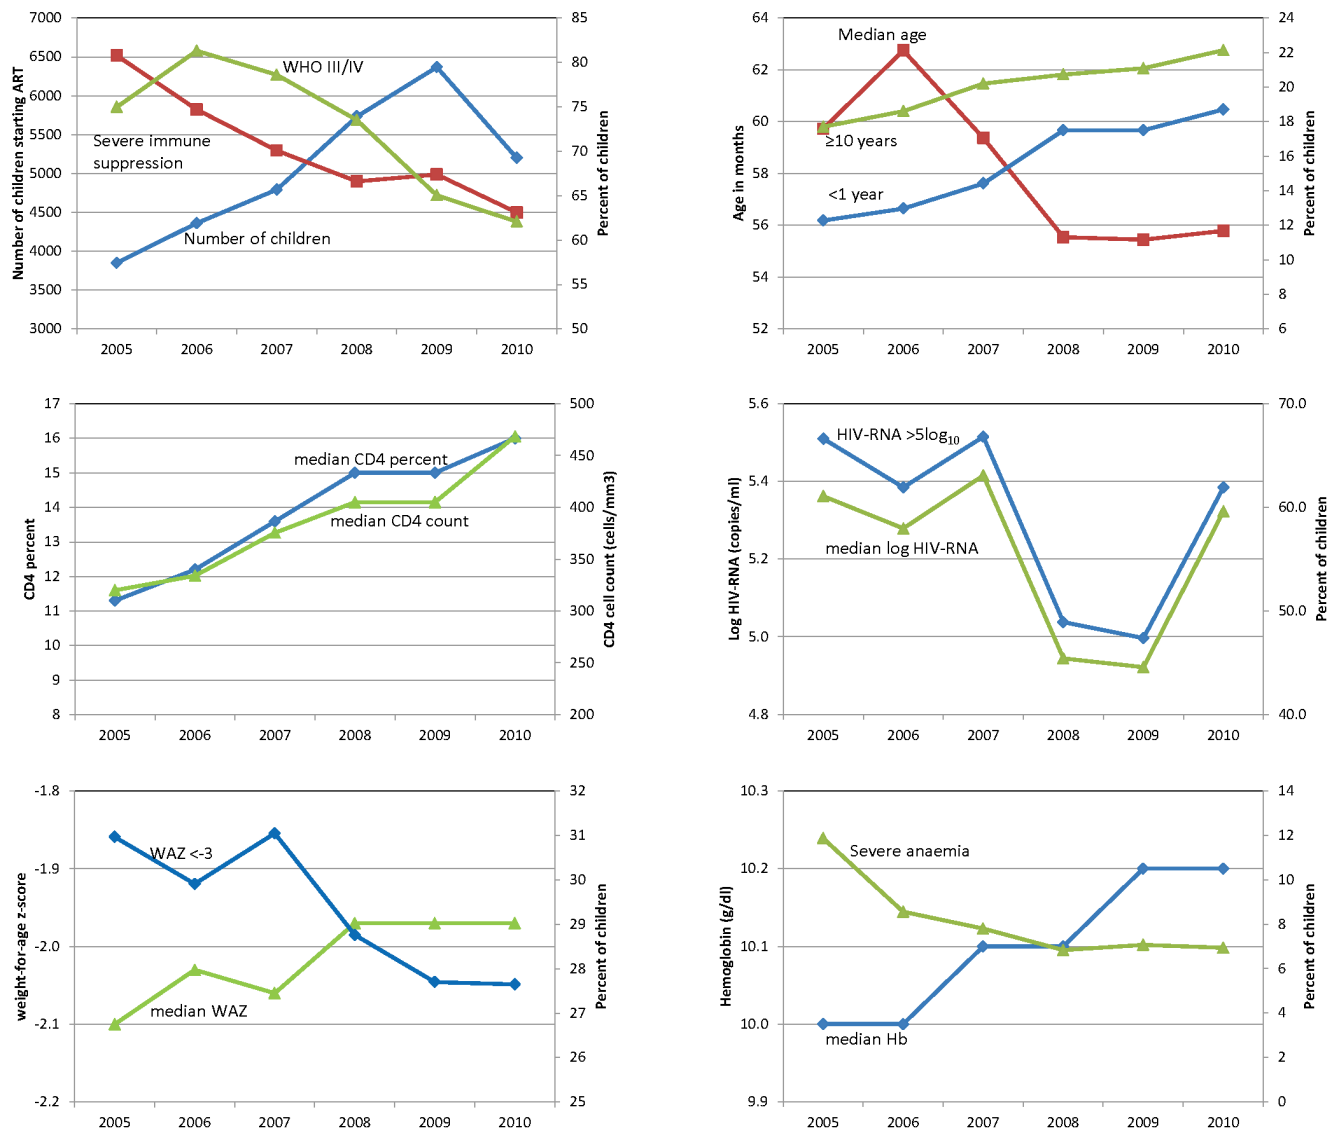 Number of children starting ART
7000
6500
6000
5500
5000
4500
4000
3500
3000
85
80
75
70
65
60
55
50
Percent of children
WHO III/IV
Severe immune
suppression
Number of children
2005 2006 2007 2008 2009 2010
Age in months
64
62
60
58
56
54
52
24
22
20
18
16
14
12
10
8
6
Percent of children
Median age
≥10 years
<1 year
2005 2006 2007 2008 2009 2010
CD4 percent
17
16
15
14
13
12
11
10
9
8
500
450
400
350
300
250
200
CD4 cell count (cells/mm3)
median CD4 percent
median CD4 count
2005 2006 2007 2008 2009 2010
Log HIV-RNA (copies/ml)
5.6
5.4
5.2
5.0
4.8
70.0
60.0
50.0
40.0
Percent of children
HIV-RNA >5log10
median log HIV-RNA
2005 2006 2007 2008 2009 2010
weight-for-age z-score
-1.8
-1.9
-2.0
-2.1
-2.2
32
31
30
29
28
27
26
25
Percent of children
WAZ <-3
median WAZ
2005 2006 2007 2008 2009 2010
Hemoglobin (g/dl)
10.3
10.2
10.1
10.0
9.9
14
12
10
8
6
4
2
0
Percent of children
Severe anaemia
median Hb
2005 2006 2007 2008 2009 2010